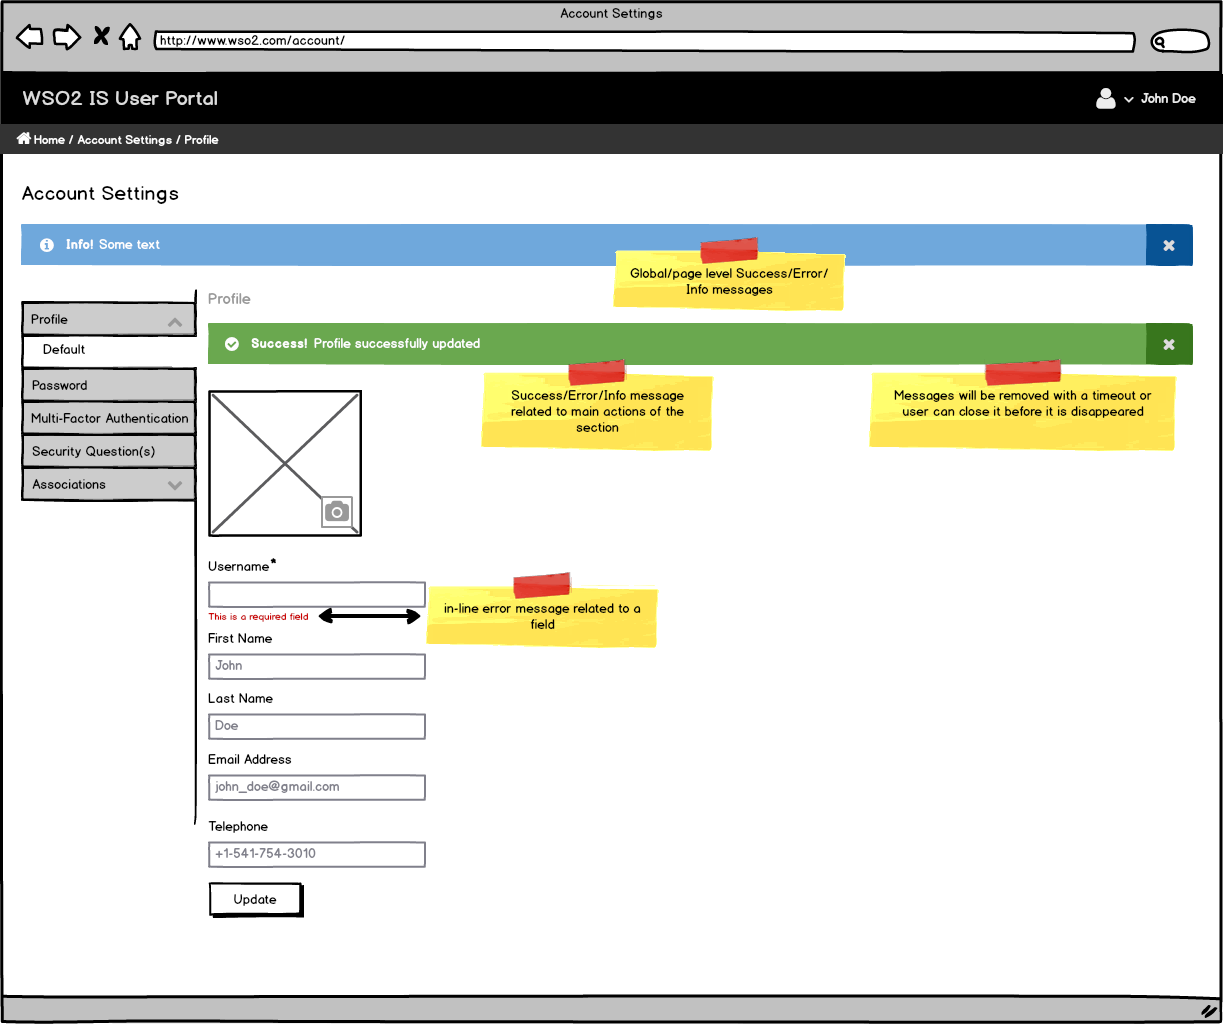 Account Settings
http://www.wso2.com/account/
WSO2 IS User Portal
John Doe
Home / Account Settings / Profile
Account Settings
Info! Some text
Global/page level Success/Error/
Info messages
Profile
Default
Password
Multi-Factor Authentication
Security Question(s)
Associations
Profile
Success! Profile successfully updated
Success/Error/Info message
related to main actions of the
section
Messages will be removed with a timeout or
user can close it before it is disappeared
Username*
This is a required field
in-line error message related to a
field
First Name
John
Last Name
Doe
Email Address
john_doe@gmail.com
Telephone
+1-541-754-3010
Update